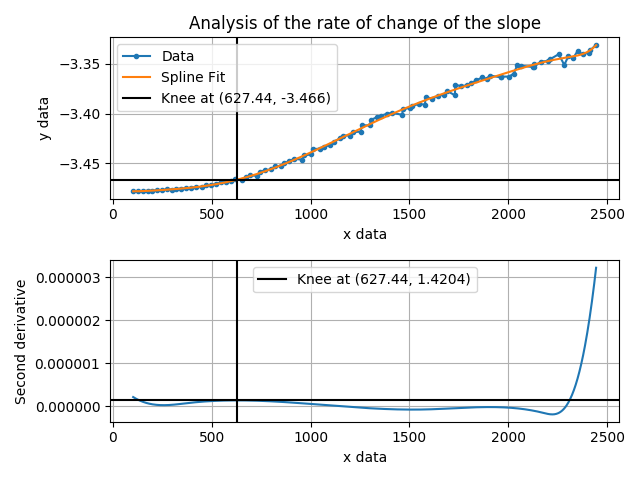 Analysis of the rate of change of the slope
y data
−3.35
−3.40
−3.45
Data
Spline Fit
Knee at (627.44, -3.466)
0 500 1000 1500 2000 2500
x data
Second derivative
0.000003
0.000002
0.000001
0.000000
Knee at (627.44, 1.4204)
0 500 1000 1500 2000 2500
x data